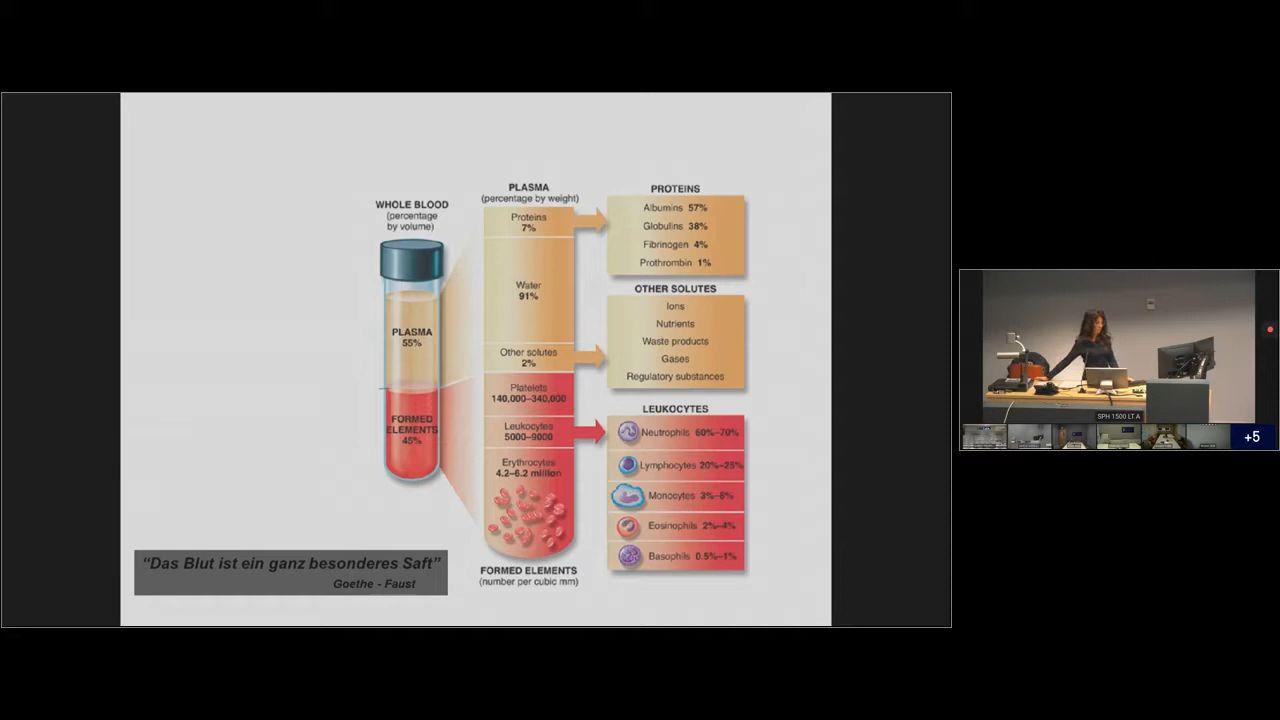 WHOLE BLOOD
(percentage
by volume)
PLASMA
55%
FORMED
ELEMENTS
45%
PLASMA
(percentage by weight)
Proteins
7%
Water
91%
Other solutes
2%
Platelets
140,000–340,000
Leukocytes
5000–9000
Erythrocytes
4.2–6.2 million
FORMED ELEMENTS
(number per cubic mm)
PROTEINS
Albumins 57%
Globulins 38%
Fibrinogen 4%
Prothrombin 1%
OTHER SOLUTES
Ions
Nutrients
Waste products
Gases
Regulatory substances
LEUKOCYTES
Neutrophils 60%–70%
Lymphocytes 20%–25%
Monocytes 3%–8%
Eosinophils 2%–4%
Basophils 0.5%–1%
“Das Blut ist ein ganz besonderes Saft”
Goethe - Faust
SPH 1500 LT A
+5